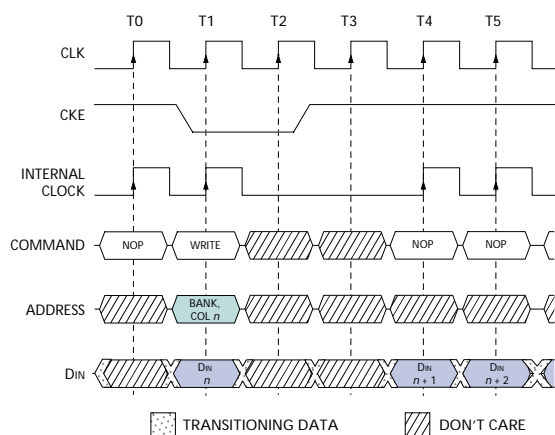 T0 T1 T2 T3 T4 T5
CLK
CKE
INTERNAL
CLOCK
COMMAND NOP WRITE NOP NOP
ADDRESS BANK,
COL n
DIN DIN
n DIN
n + 1 DIN
n + 2
TRANSITIONING DATA DON'T CARE